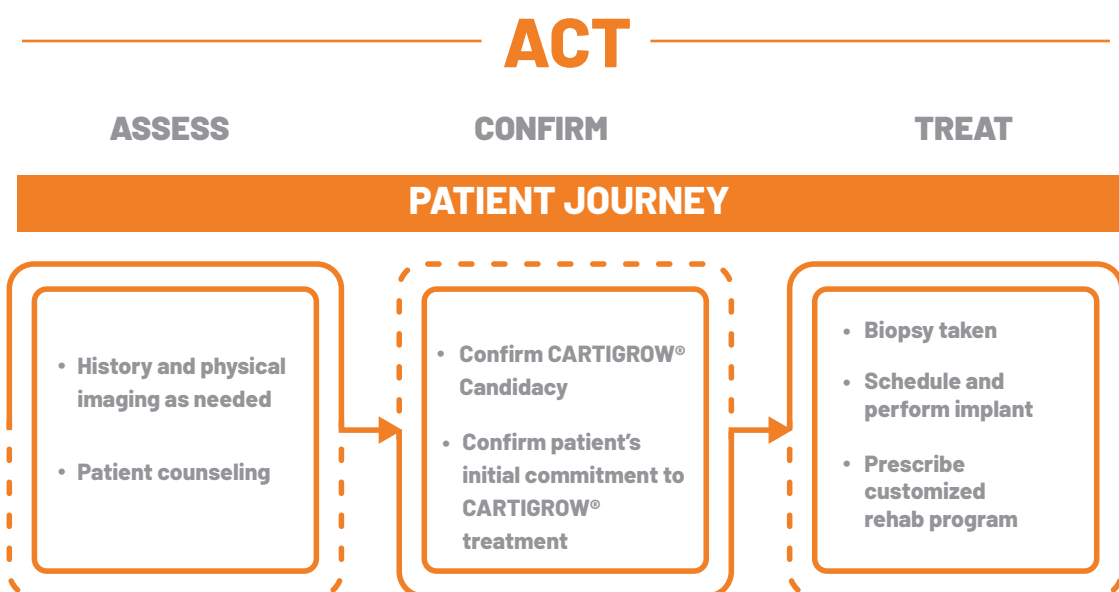 ACT
ASSESS
CONFIRM
TREAT
PATIENT JOURNEY
• History and physical
imaging as needed
• Patient counseling
• Confirm CARTIGROW®
Candidacy
• Confirm patient’s
initial commitment to
CARTIGROW®
treatment
• Biopsy taken
• Schedule and
perform implant
• Prescribe
customized
rehab program